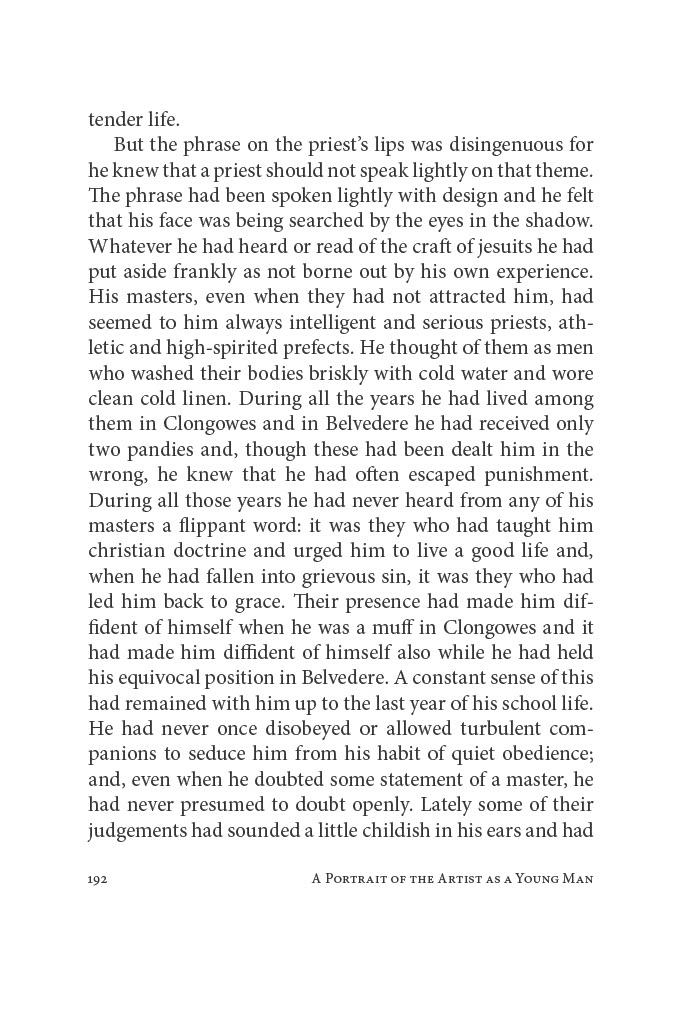 tender life.
But the phrase on the priest’s lips was disingenuous for
he knew that a priest should not speak lightly on that theme.
The phrase had been spoken lightly with design and he felt
that his face was being searched by the eyes in the shadow.
Whatever he had heard or read of the craft of jesuits he had
put aside frankly as not borne out by his own experience.
His masters, even when they had not attracted him, had
seemed to him always intelligent and serious priests, ath-
letic and high-spirited prefects. He thought of them as men
who washed their bodies briskly with cold water and wore
clean cold linen. During all the years he had lived among
them in Clongowes and in Belvedere he had received only
two pandies and, though these had been dealt him in the
wrong, he knew that he had often escaped punishment.
During all those years he had never heard from any of his
masters a flippant word: it was they who had taught him
christian doctrine and urged him to live a good life and,
when he had fallen into grievous sin, it was they who had
led him back to grace. Their presence had made him dif-
fident of himself when he was a muff in Clongowes and it
had made him diffident of himself also while he had held
his equivocal position in Belvedere. A constant sense of this
had remained with him up to the last year of his school life.
He had never once disobeyed or allowed turbulent com-
panions to seduce him from his habit of quiet obedience;
and, even when he doubted some statement of a master, he
had never presumed to doubt openly. Lately some of their
judgements had sounded a little childish in his ears and had
192 A Portrait of the Artist as a Young Man